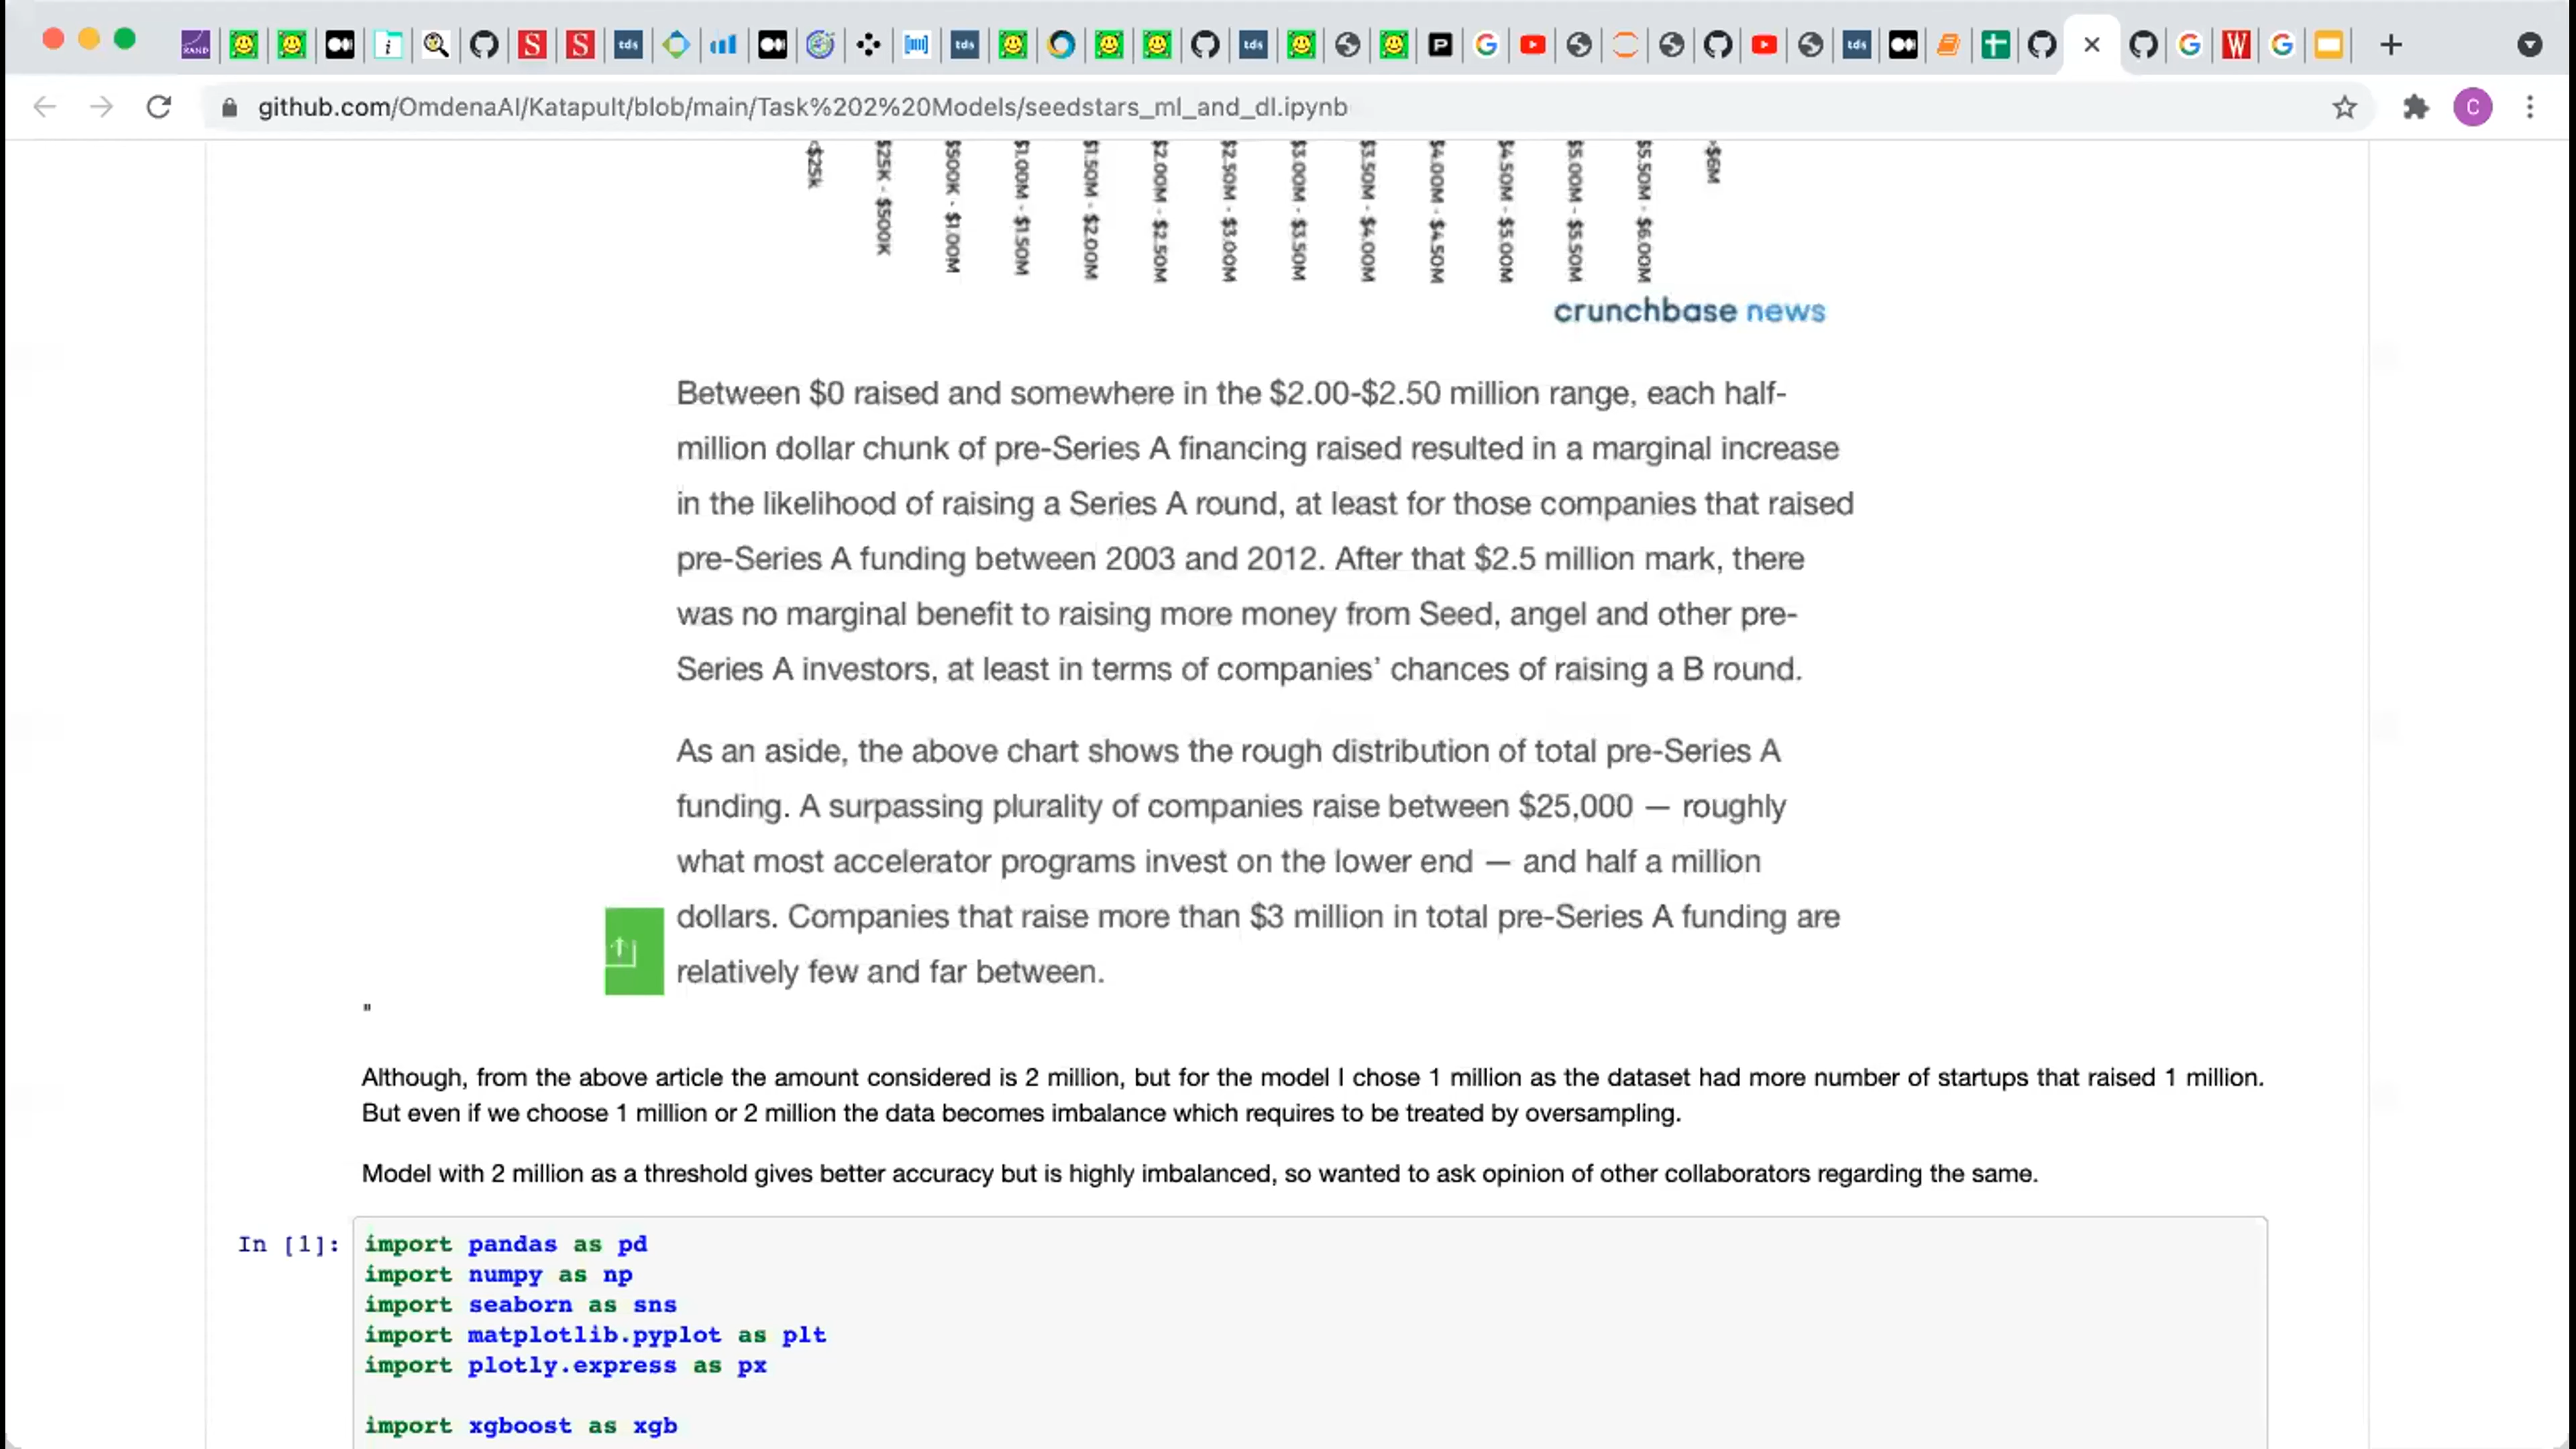 RAND
i
S
S
tds
tds
tds
P
G
tds
G
W
G
github.com/OmdenaAI/Katapult/blob/main/Task%202%20Models/seedstars_ml_and_dl.ipynb
C
<$25k
$25K - $500K
$500K - $1.00M
$1.00M - $1.50M
$1.50M - $2.00M
$2.00M - $2.50M
$2.50M - $3.00M
$3.00M - $3.50M
$3.50M - $4.00M
$4.00M - $4.50M
$4.50M - $5.00M
$5.00M - $5.50M
$5.50M - $6.00M
>$6M
crunchbase news
Between $0 raised and somewhere in the $2.00-$2.50 million range, each half-
million dollar chunk of pre-Series A financing raised resulted in a marginal increase
in the likelihood of raising a Series A round, at least for those companies that raised
pre-Series A funding between 2003 and 2012. After that $2.5 million mark, there
was no marginal benefit to raising more money from Seed, angel and other pre-
Series A investors, at least in terms of companies’ chances of raising a B round.
As an aside, the above chart shows the rough distribution of total pre-Series A
funding. A surpassing plurality of companies raise between $25,000 — roughly
what most accelerator programs invest on the lower end — and half a million
dollars. Companies that raise more than $3 million in total pre-Series A funding are
relatively few and far between.
"
Although, from the above article the amount considered is 2 million, but for the model I chose 1 million as the dataset had more number of startups that raised 1 million.
But even if we choose 1 million or 2 million the data becomes imbalance which requires to be treated by oversampling.
Model with 2 million as a threshold gives better accuracy but is highly imbalanced, so wanted to ask opinion of other collaborators regarding the same.
In [1]:
import pandas as pd
import numpy as np
import seaborn as sns
import matplotlib.pyplot as plt
import plotly.express as px
import xgboost as xgb